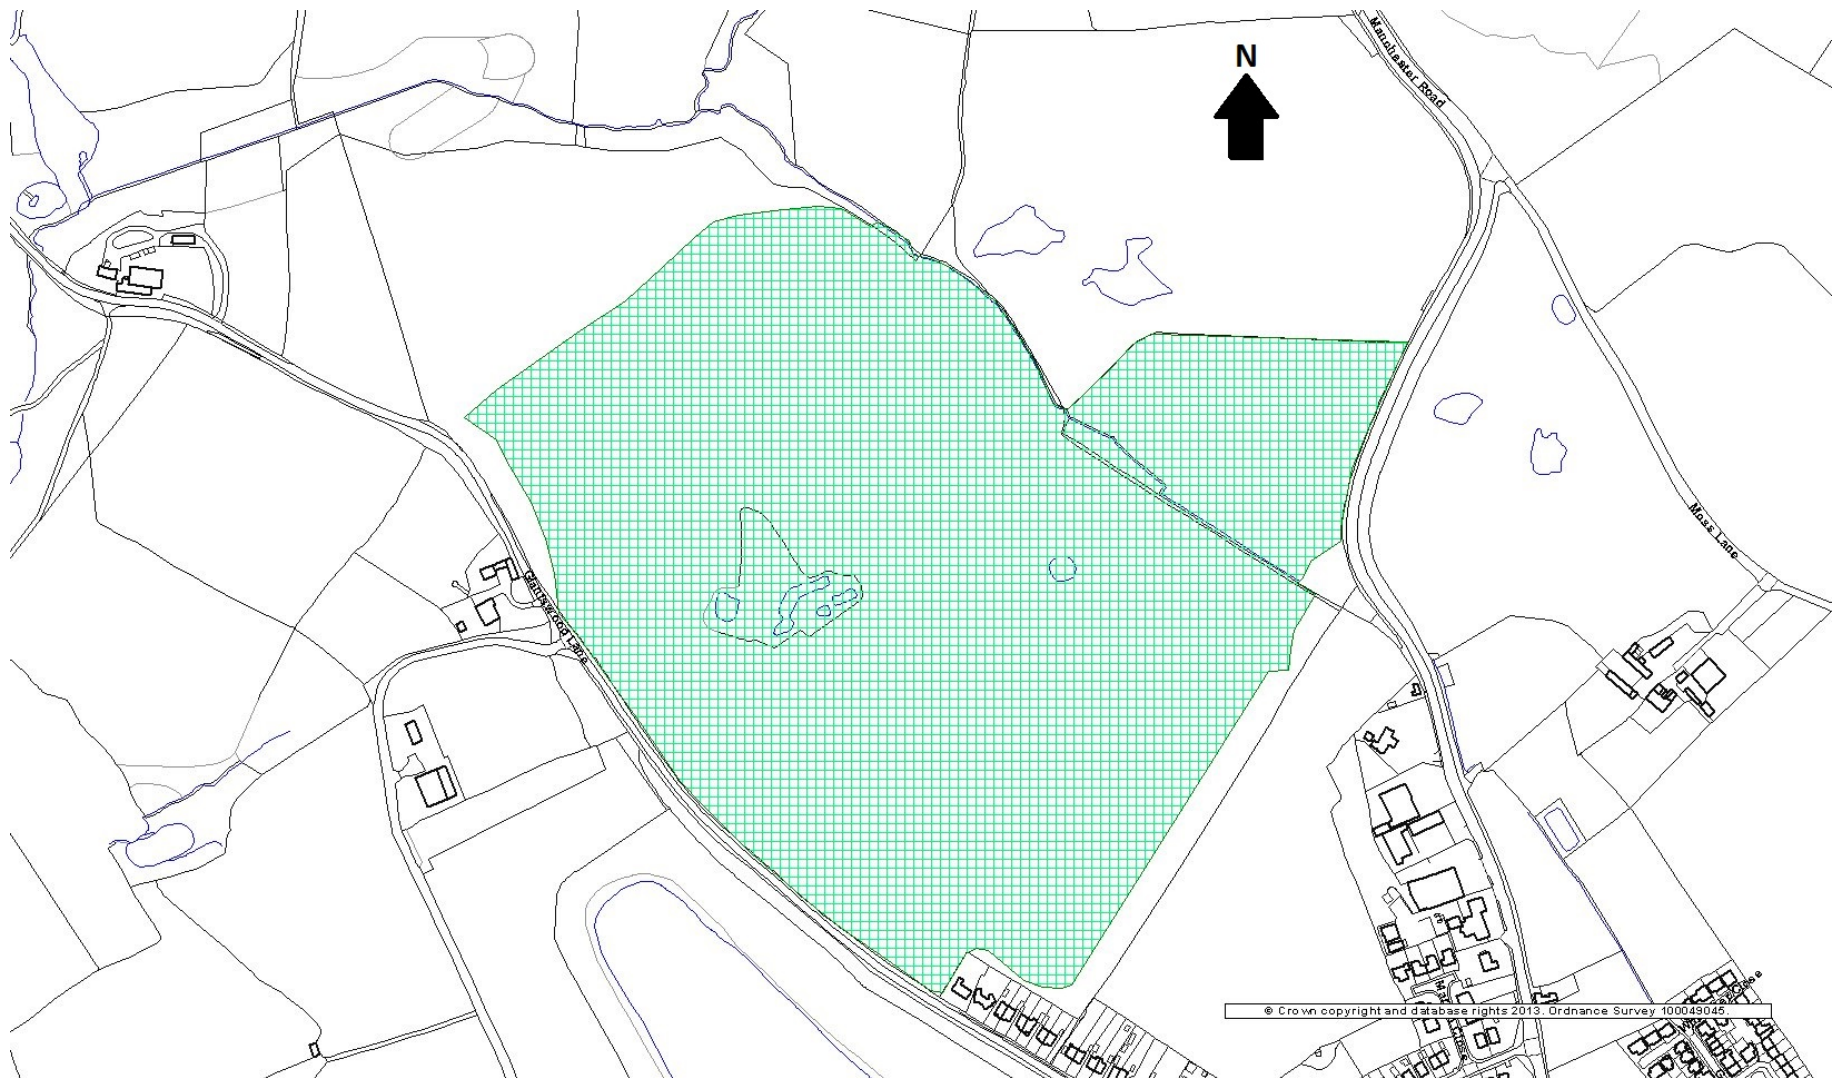 N
Manchester Road
Moss Lane
Lane
© Crown copyright and database rights 2013. Ordnance Survey 100049045.